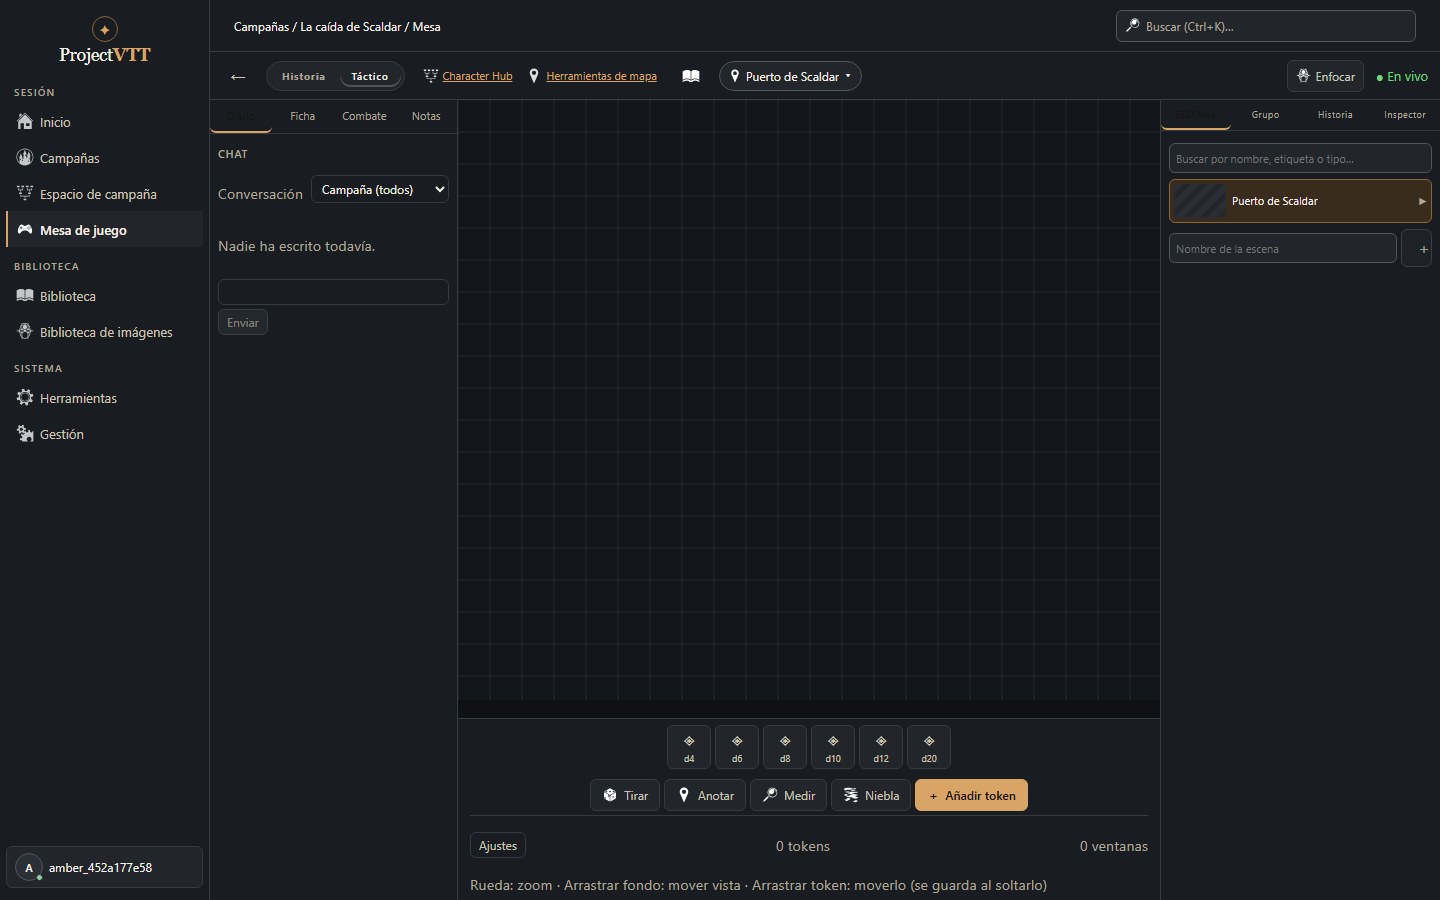 ProjectVTT
SESIÓN
Inicio
Campañas
Espacio de campaña
Mesa de juego
BIBLIOTECA
Biblioteca
Biblioteca de imágenes
SISTEMA
Herramientas
Gestión
A amber_452a177e58
Campañas / La caída de Scaldar / Mesa
Buscar (Ctrl+K)...
← Historia Táctico Character Hub Herramientas de mapa Puerto de Scaldar Enfocar En vivo
Diario Ficha Combate Notas
CHAT
Conversación Campaña (todos)
Nadie ha escrito todavía.
Enviar
d4 d6 d8 d10 d12 d20
Tirar Anotar Medir Niebla + Añadir token
Ajustes 0 tokens 0 ventanas
Rueda: zoom · Arrastrar fondo: mover vista · Arrastrar token: moverlo (se guarda al soltarlo)
Grupo Historia Inspector
Buscar por nombre, etiqueta o tipo...
Puerto de Scaldar
Nombre de la escena +